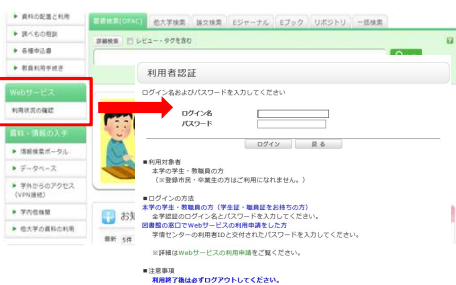 資料の配置と利用
調べもの相談
各種申込書
教員利用手続き
Webサービス
利用状況の確認
資料・情報の入手
情報検索ポータル
データベース
学外からのアクセス
(VPN接続)
学内他機関
他大学の資料の利用
蔵書検索(OPAC) 他大学検索 論文検索 Eジャーナル Eブック リポジトリ 一括検索
詳細検索 レビュー・タグを含む
利用者認証
ログイン名およびパスワードを入力してください
ログイン名
パスワード
ログイン 戻る
■利用対象者
本学の学生・教職員の方
(※登録市民・卒業生の方はご利用になれません。)
■ログインの方法
本学の学生・教職員の方(学生証・職員証をお持ちの方)
全学認証のログイン名とパスワードを入力してください。
図書館の窓口でWebサービスの利用申請をした方
学情センターの利用者IDと交付されたパスワードを入力してください。
※詳細はWebサービスの利用申請をご覧ください。
■注意事項
利用終了後は必ずログアウトしてください。
お知
最新 5件